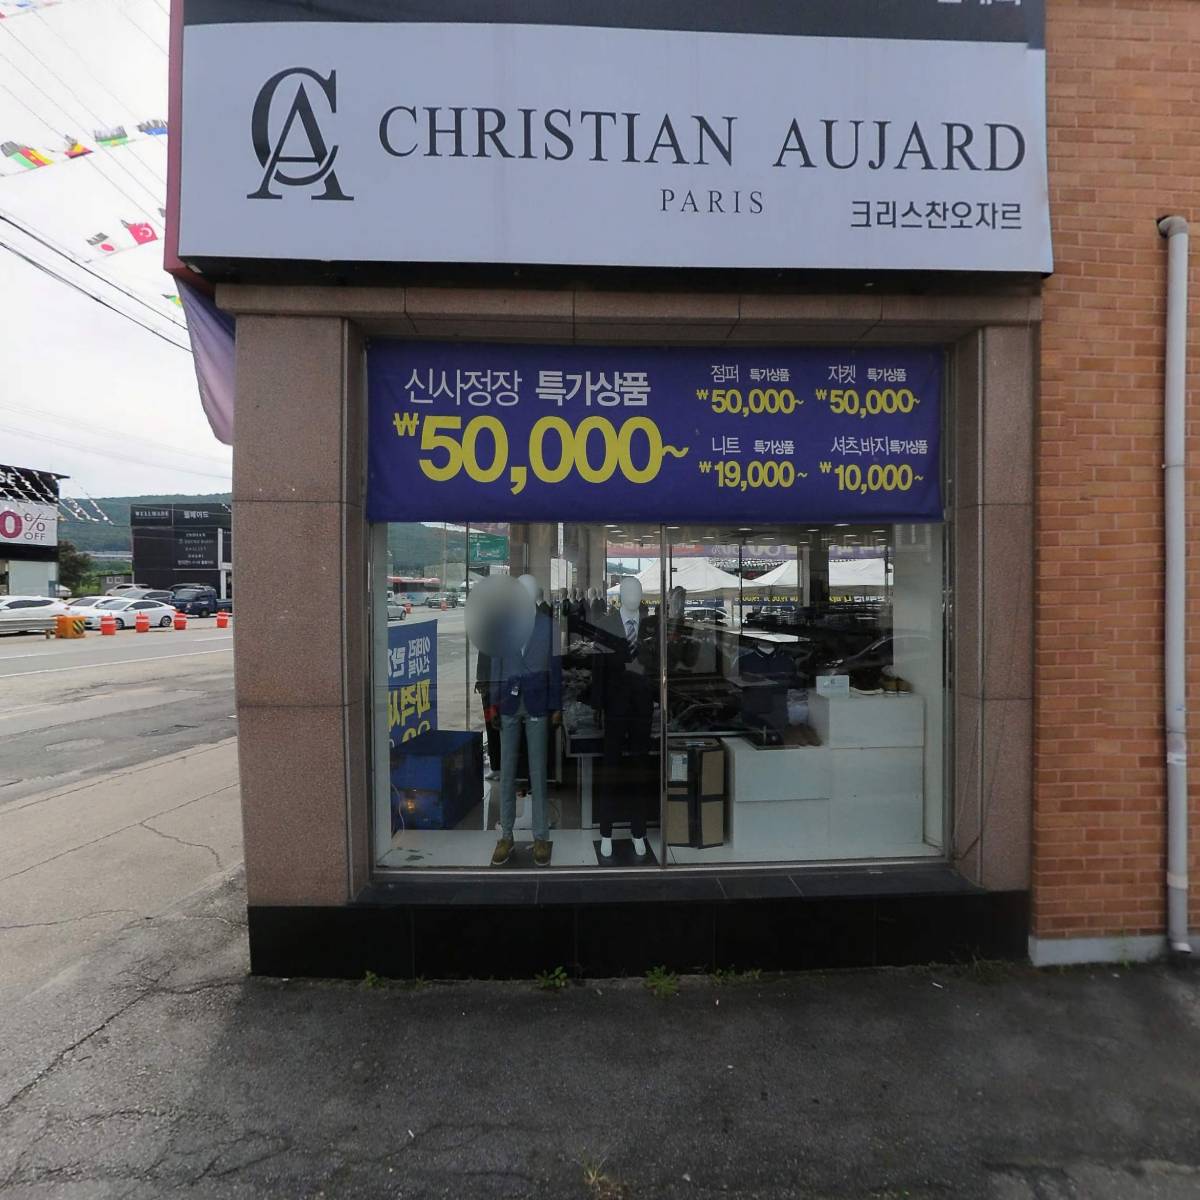 CA CHRISTIAN AUJARD
PARIS
크리스찬오자르
신사정장 특가상품
₩50,000~
점퍼 특가상품
₩50,000~
자켓 특가상품
₩50,000~
니트 특가상품
₩19,000~
셔츠,바지특가상품
₩10,000~
0%
OFF
WELLMADE 웰메이드